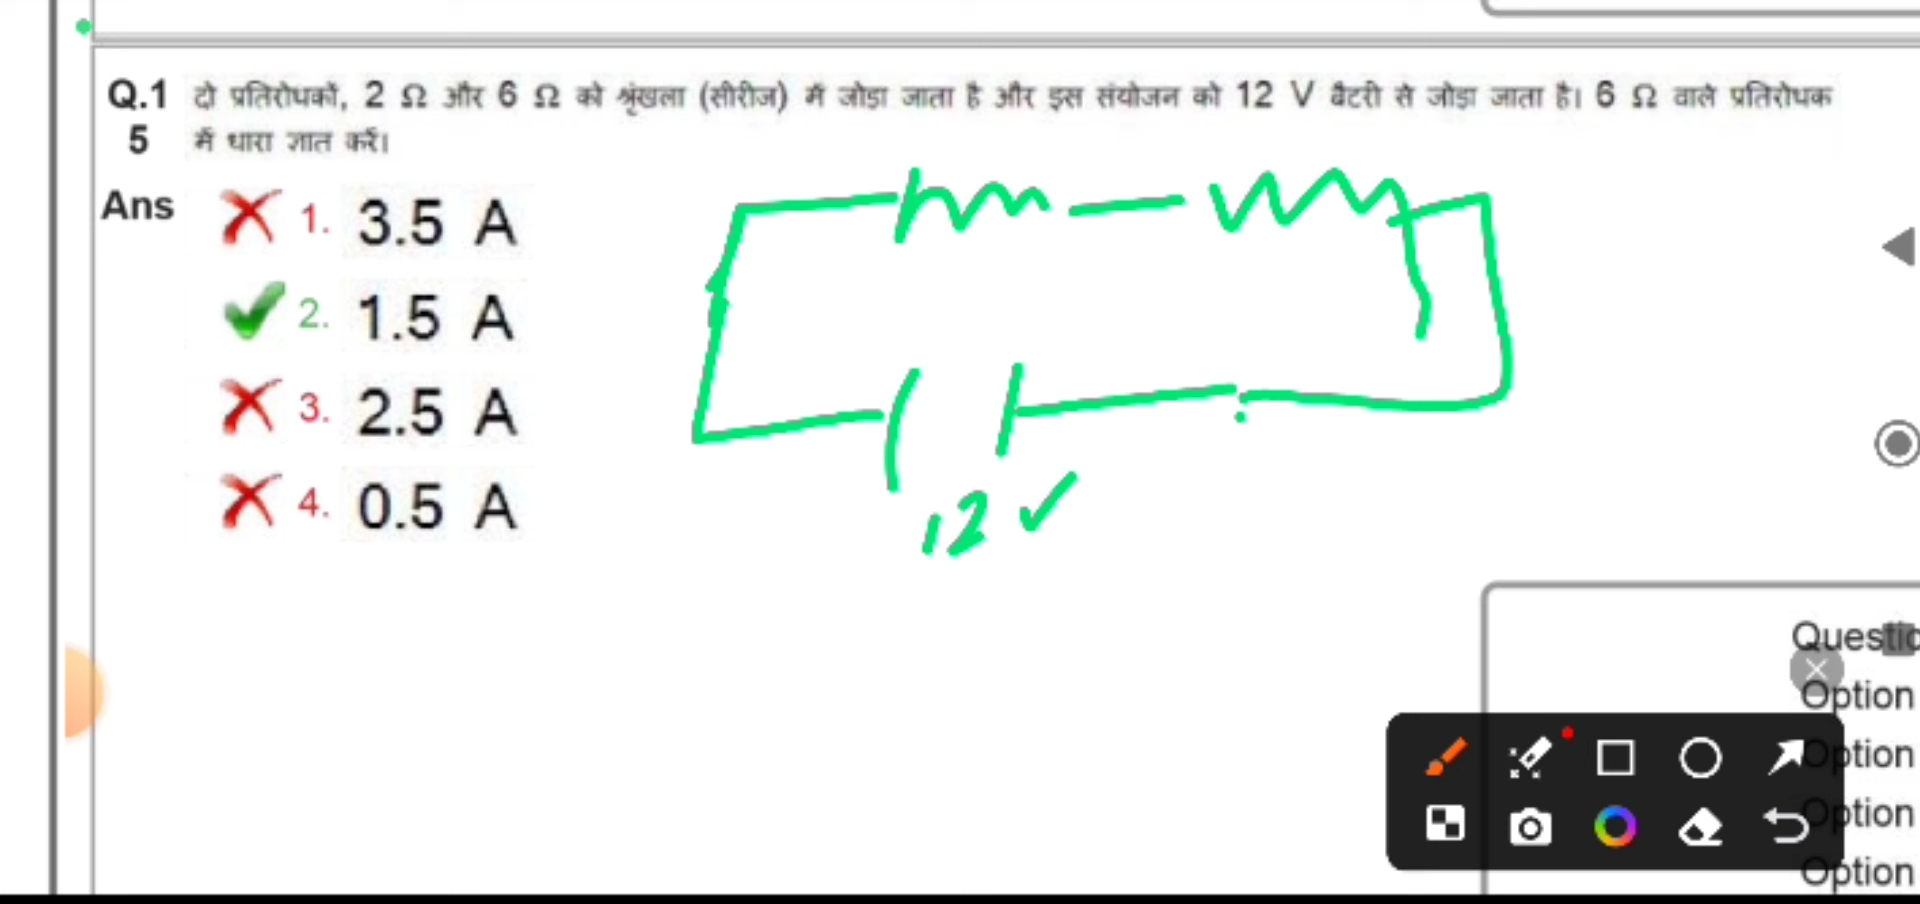 Q.1 दो प्रतिरोधकों, 2 Ω और 6 Ω को श्रृंखला (सीरीज) में जोड़ा जाता है और इस संयोजन को 12 V बैटरी से जोड़ा जाता है। 6 Ω वाले प्रतिरोधक
5 में धारा ज्ञात करें।
Ans 1. 3.5 A
2. 1.5 A
3. 2.5 A
4. 0.5 A
12
Option
Option
Option
Option